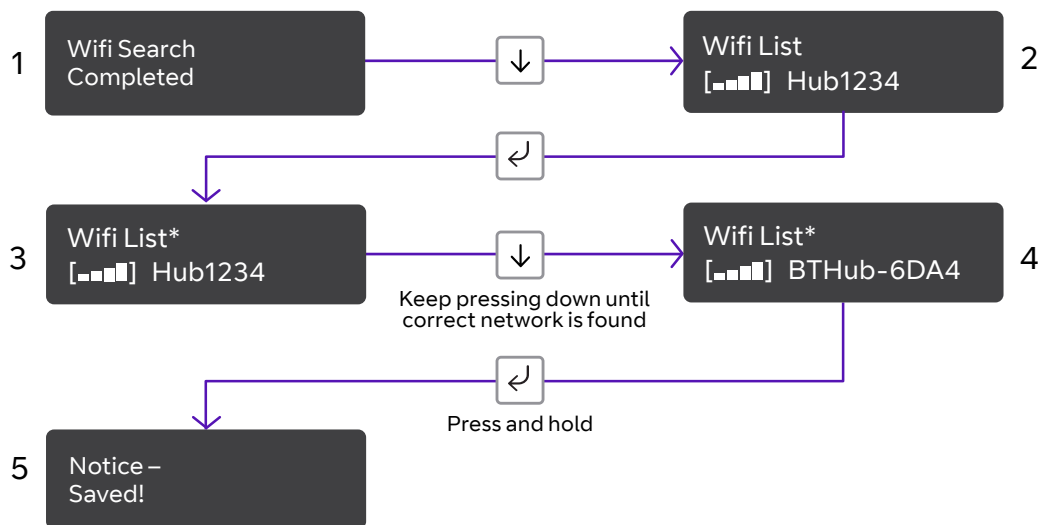 1
Wifi Search
Completed
↓
Wifi List
[] Hub1234
2
3
Wifi List*
[] Hub1234
↓
Keep pressing down until
correct network is found
Wifi List*
[] BTHub-6DA4
4
Press and hold
5
Notice –
Saved!